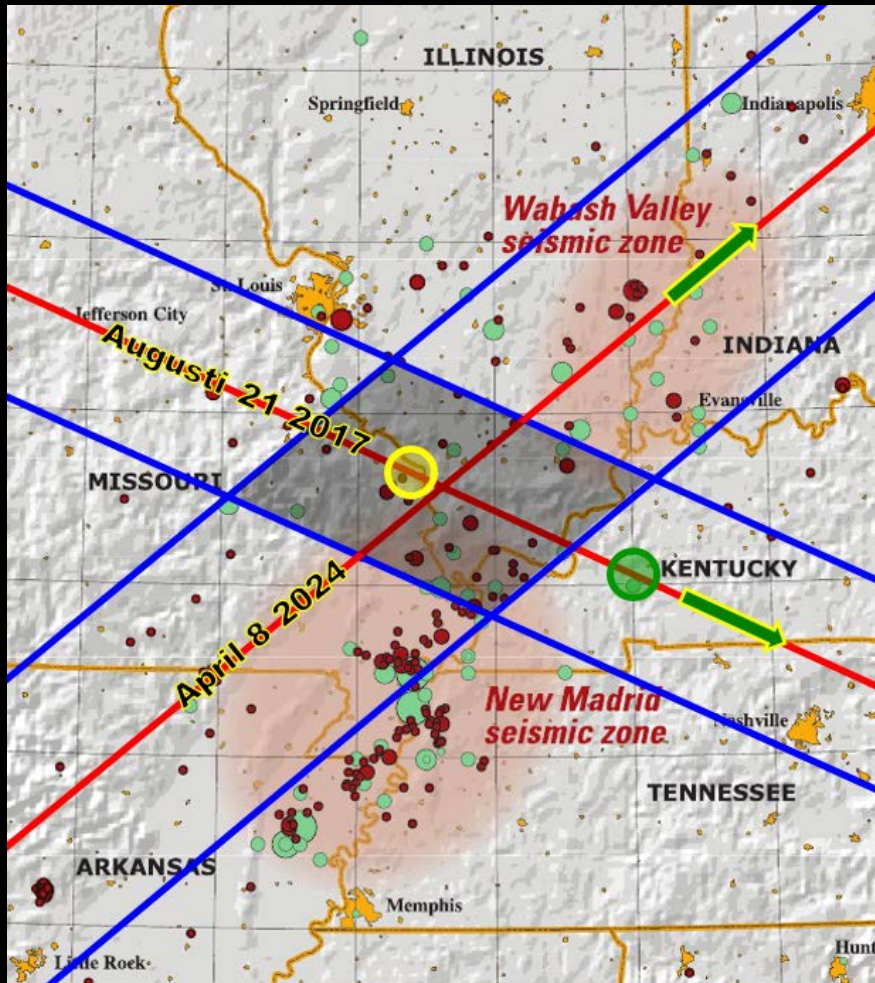 ILLINOIS
Springfield
Indianapolis
Wabash Valley
seismic zone
St. Louis
Jefferson City
Augusti 21 2017
INDIANA
Evansville
MISSOURI
KENTUCKY
April 8 2024
New Madrid
seismic zone
Nashville
TENNESSEE
ARKANSAS
Memphis
Little Rock
Hunt